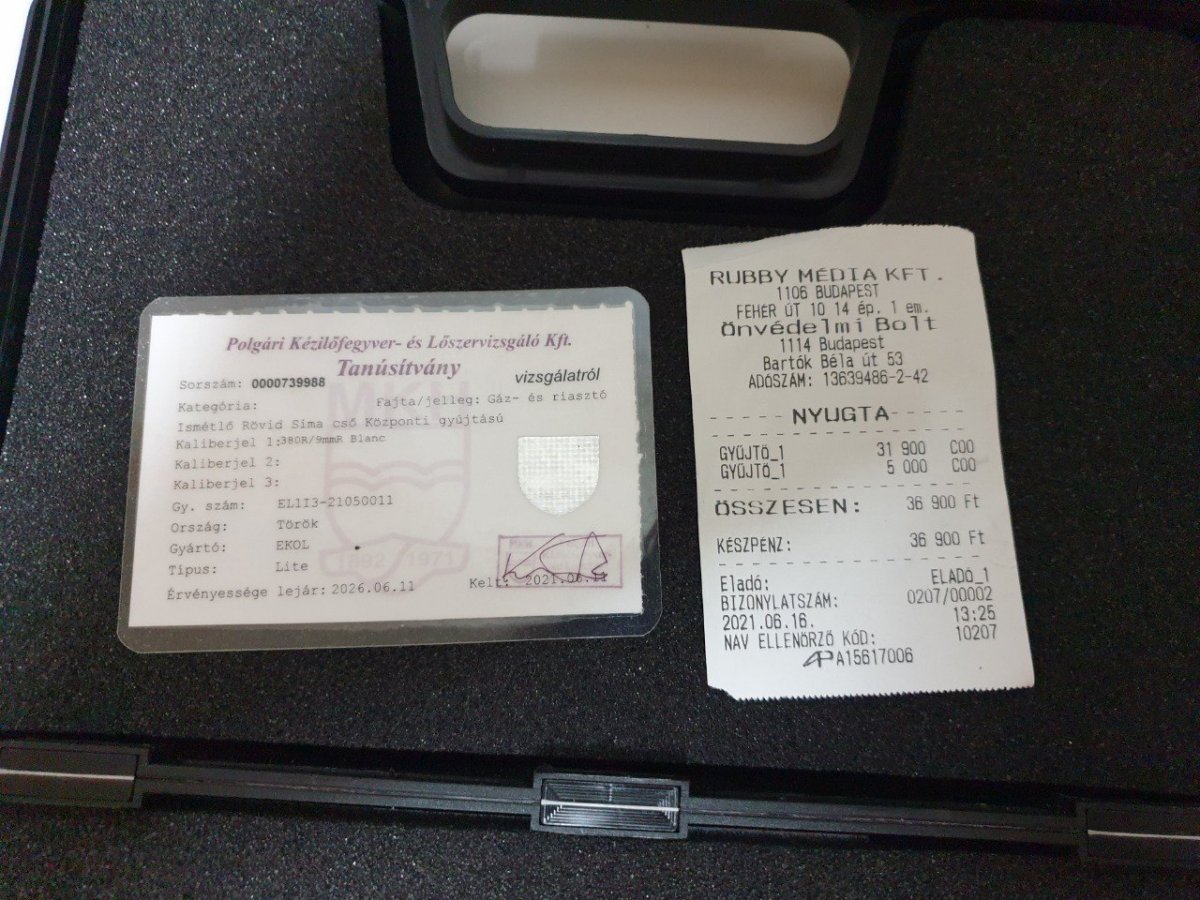 Polgári Kézilőfegyver- és Lőszervizsgáló Kft.
Tanúsítvány
vizsgálatról
Sorszám: 0000739988
Kategória:
Fajta/jelleg: Gáz- és riasztó
Ismétlő Rövid Sima cső Központi gyújtású
Kaliberjel 1:380R/9mmR Blanc
Kaliberjel 2:
Kaliberjel 3:
Gy. szám: EL1I3-21050011
Ország: Török
Gyártó: EKOL
Típus: Lite
Érvényessége lejár: 2026.06.11
Kelt: 2021.06.11
MKH
1892 1971
RUBBY MÉDIA KFT.
1106 BUDAPEST
FEHÉR ÚT 10 14 ép. 1 em.
Önvédelmi Bolt
1114 Budapest
Bartók Béla út 53
ADÓSZÁM: 13639486-2-42
NYUGTA
GYŰJTŐ_1 31 900 C00
GYŰJTŐ_1 5 000 C00
ÖSSZESEN: 36 900 Ft
KÉSZPÉNZ: 36 900 Ft
Eladó: ELADÓ_1
BIZONYLATSZÁM: 0207/00002
2021.06.16. 13:25
NAV ELLENŐRZŐ KÓD: 10207
AP A15617006